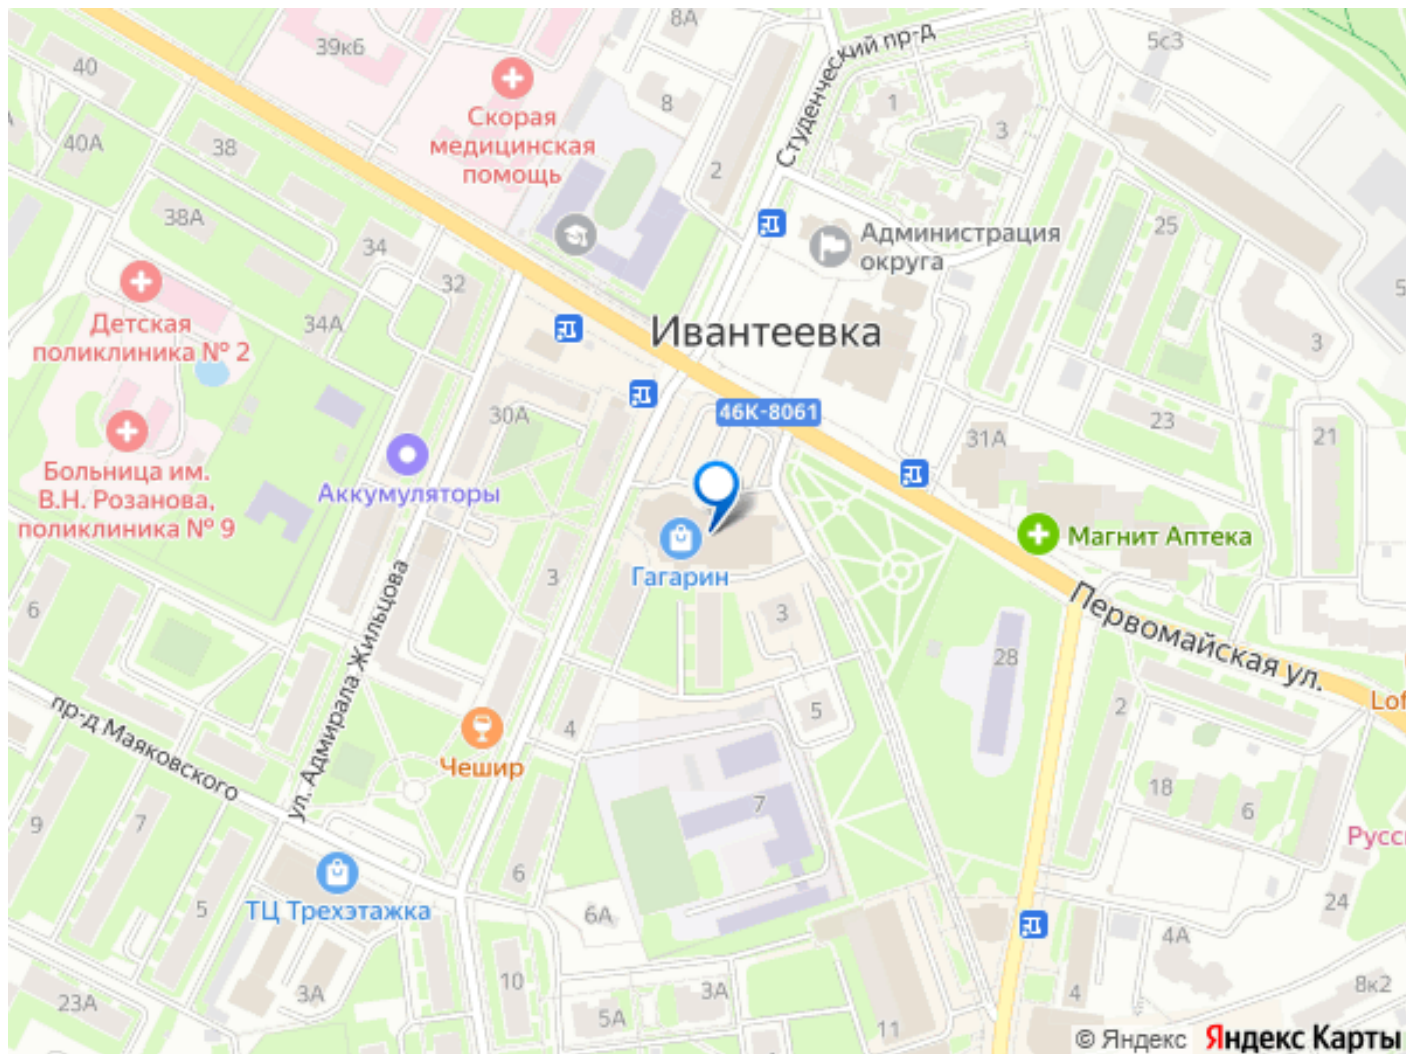 8А
5с3
39к6
40
Студенческий пр-д
8
1
3
Скорая
медицинская
помощь
40А
38
2
38А
34
25
Администрация
округа
32
Детская
поликлиника № 2
34А
Ивантеевка
3
5
46К-8061
30А
23
31А
21
Больница им.
В.Н. Розанова,
поликлиника № 9
Аккумуляторы
Магнит Аптека
Гагарин
3
6
3
Первомайская ул.
ул. Адмирала Жильцова
28
5
2
Lof
4
Чешир
пр-д Маяковского
18
6
7
9
7
Русс
6
24
5
ТЦ Трехэтажка
6А
4А
10
3А
3А
23А
5А
11
4
8к2
© Яндекс Яндекс Карты